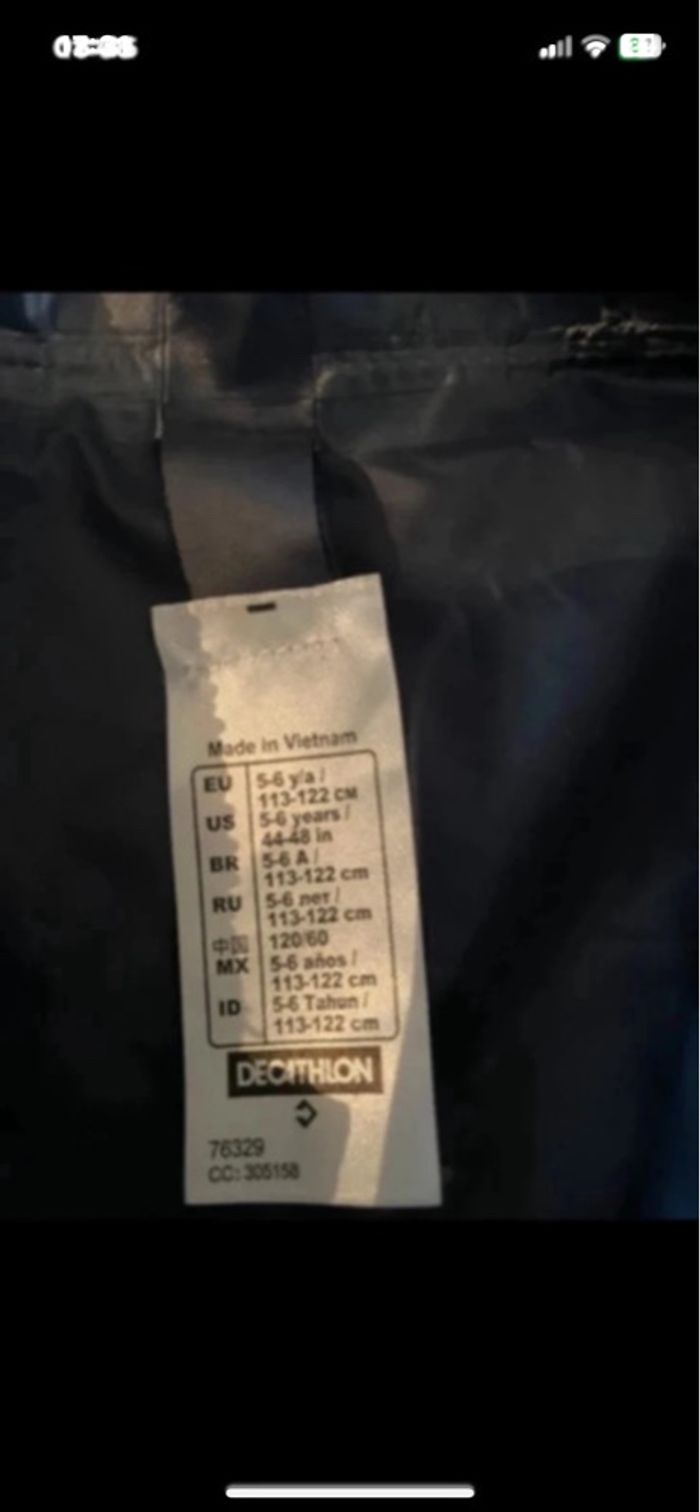 Made in Vietnam
EU 5-6 y/a /
113-122 CM
US 5-6 years /
44-48 in
BR 5-6 A /
113-122 cm
RU 5-6 лет /
113-122 cm
中国 120/60
MX 5-6 años /
113-122 cm
ID 5-6 Tahun /
113-122 cm
DECATHLON
76329
CC: 305158